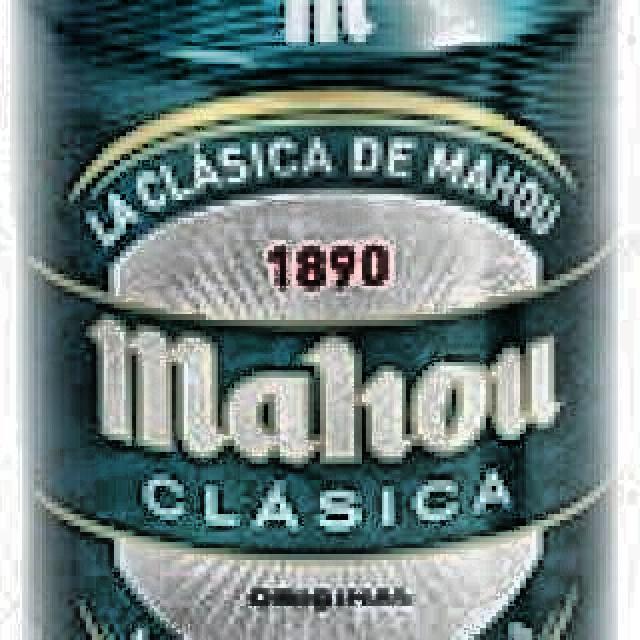 m
LA CLÁSICA DE MAHOU
1890
Mahou
CLÁSICA
ORIGINAL